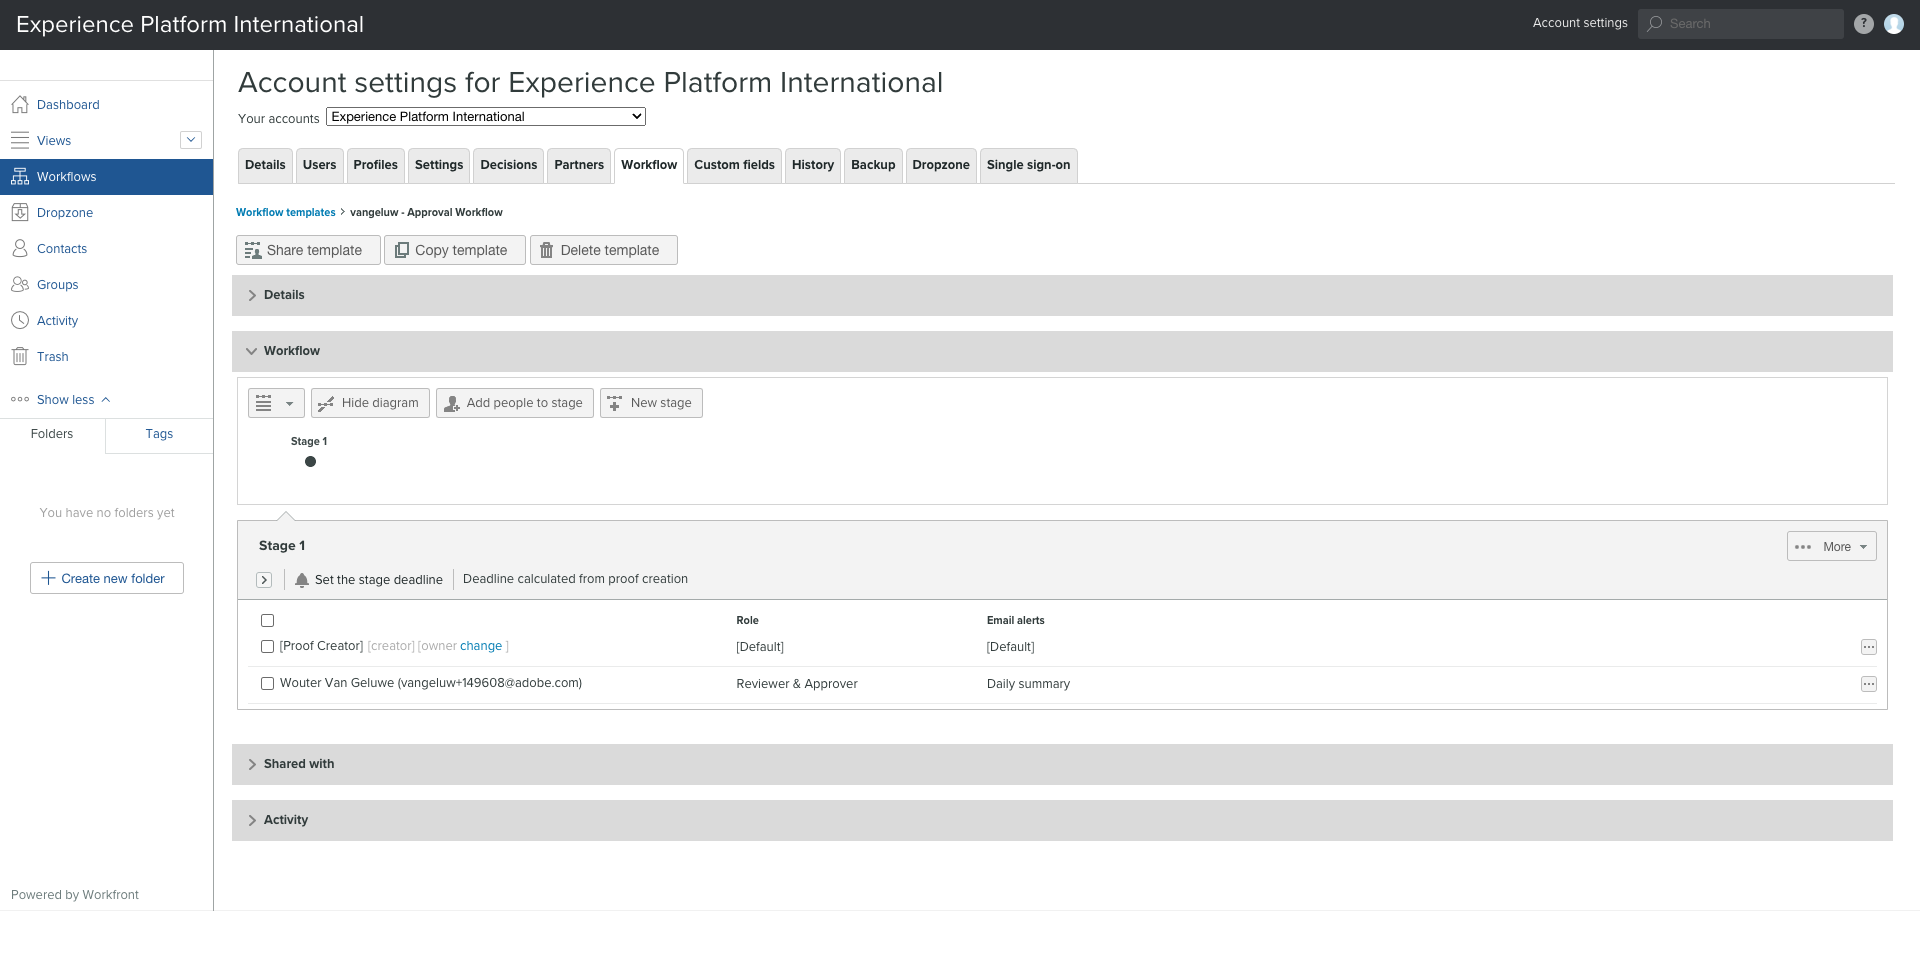 Experience Platform International
Account settings
Search
?
Dashboard
Views
Workflows
Dropzone
Contacts
Groups
Activity
Trash
Show less
Folders Tags
You have no folders yet
Create new folder
Powered by Workfront
Account settings for Experience Platform International
Your accounts Experience Platform International
Details Users Profiles Settings Decisions Partners Workflow Custom fields History Backup Dropzone Single sign-on
Workflow templates > vangeluw - Approval Workflow
Share template Copy template Delete template
Details
Workflow
Hide diagram Add people to stage New stage
Stage 1
Stage 1
More
Set the stage deadline Deadline calculated from proof creation
Role Email alerts
[Proof Creator] [creator] [owner change ] [Default] [Default]
Wouter Van Geluwe (vangeluw+149608@adobe.com) Reviewer & Approver Daily summary
Shared with
Activity